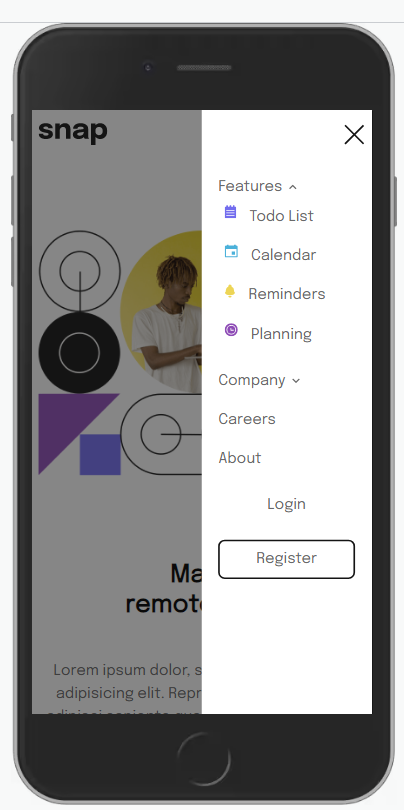 snap
Features
Todo List
Calendar
Reminders
Planning
Company
Careers
About
Login
Register
Ma
remote
Lorem ipsum dolor, s
adipisicing elit. Repr